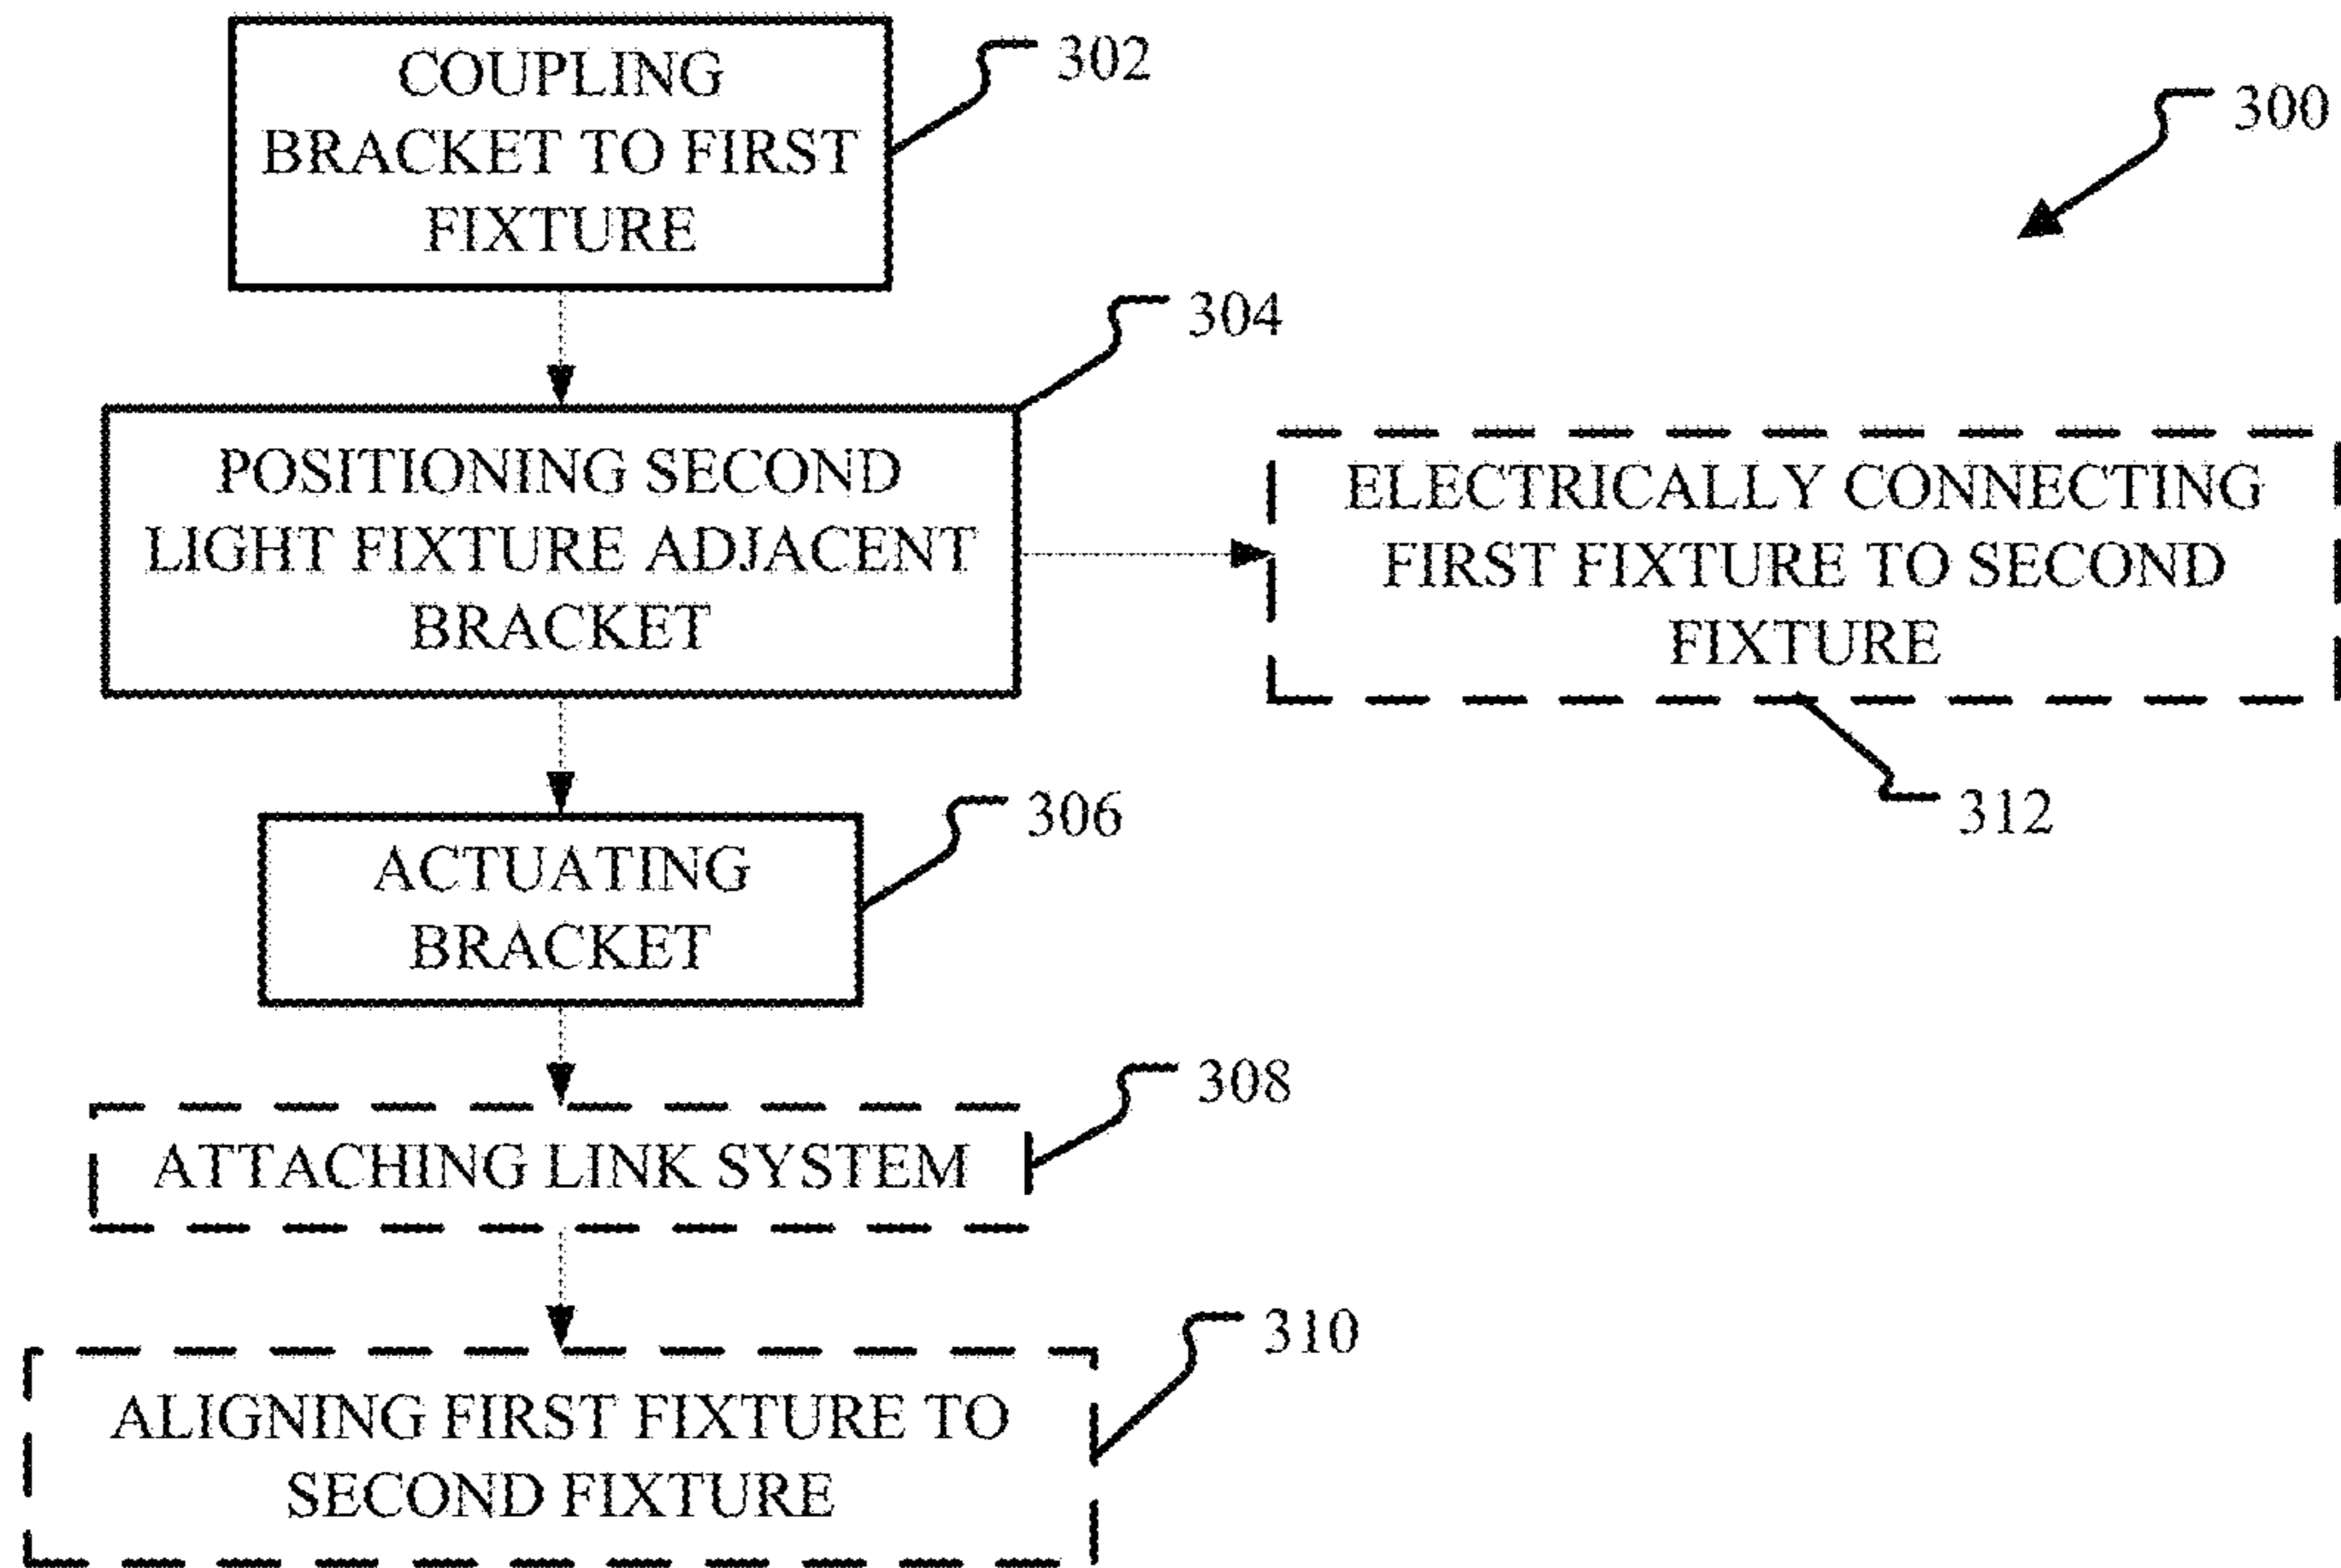 COUPLING
BRACKET TO FIRST
FIXTURE
302
300
304
POSITIONING SECOND
LIGHT FIXTURE ADJACENT
BRACKET
ELECTRICALLY CONNECTING
FIRST FIXTURE TO SECOND
FIXTURE
312
306
ACTUATING
BRACKET
308
ATTACHING LINK SYSTEM
310
ALIGNING FIRST FIXTURE TO
SECOND FIXTURE